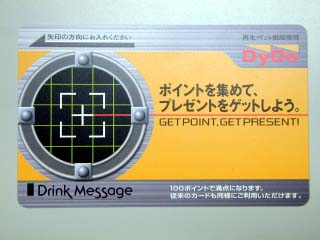 矢印の方向にお入れください
再生ペット樹脂使用
DyDo
ポイントを集めて、
プレゼントをゲットしよう。
GET POINT, GET PRESENT!
Drink Message
100ポイントで満点になります。
従来のカードも同様にご利用いただけます。